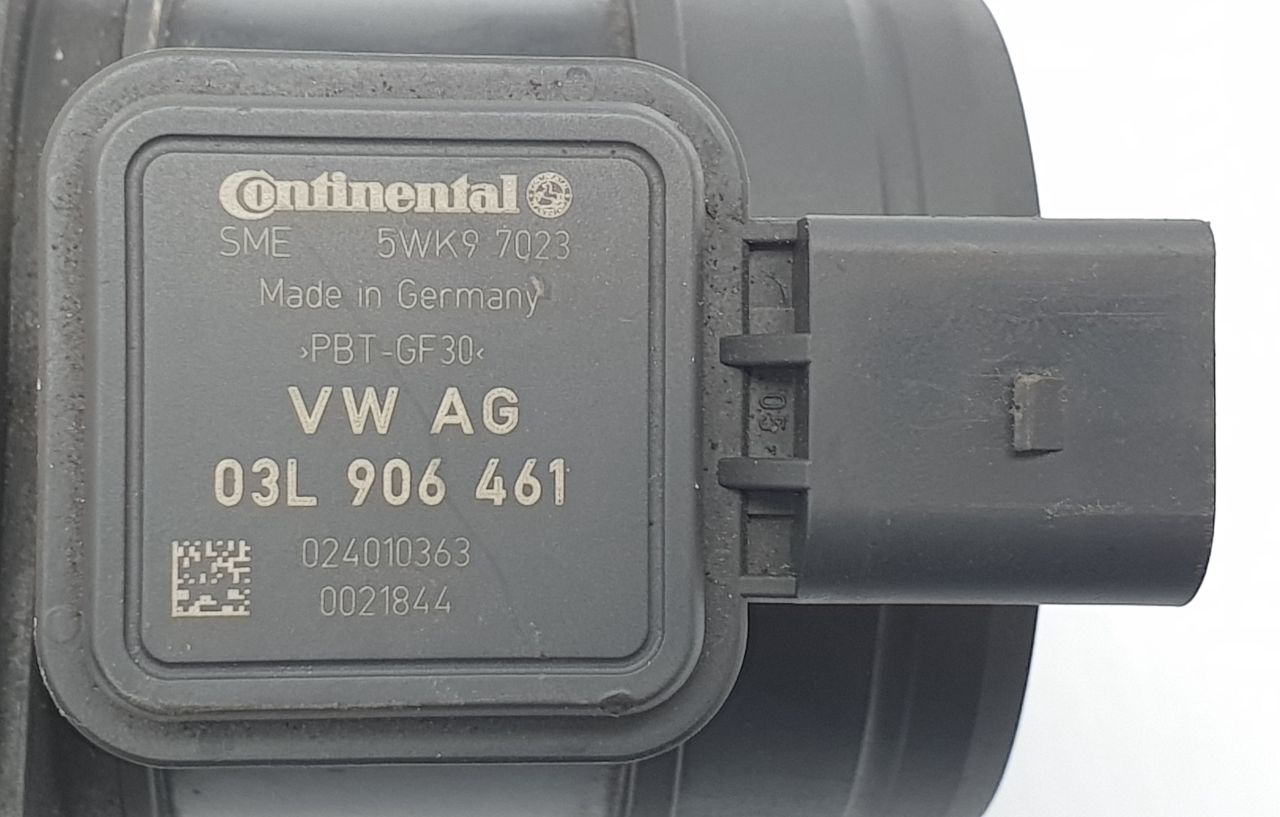 Continental
SME 5WK9 7023
Made in Germany
›PBT-GF30‹
VW AG
03L 906 461
024010363
0021844